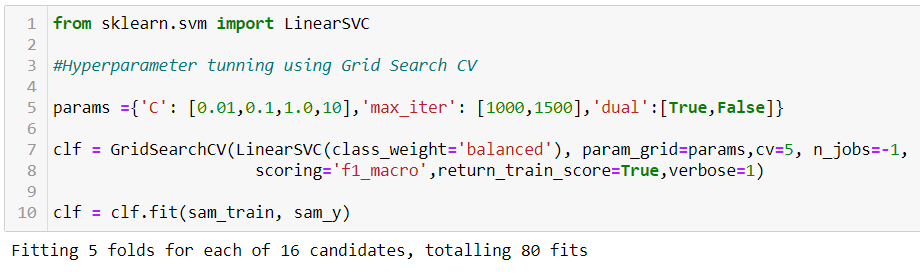 1 from sklearn.svm import LinearSVC
2
3 #Hyperparameter tunning using Grid Search CV
4
5 params ={'C': [0.01,0.1,1.0,10],'max_iter': [1000,1500],'dual':[True,False]}
6
7 clf = GridSearchCV(LinearSVC(class_weight='balanced'), param_grid=params,cv=5, n_jobs=-1,
8 scoring='f1_macro',return_train_score=True,verbose=1)
9
10 clf = clf.fit(sam_train, sam_y)
Fitting 5 folds for each of 16 candidates, totalling 80 fits